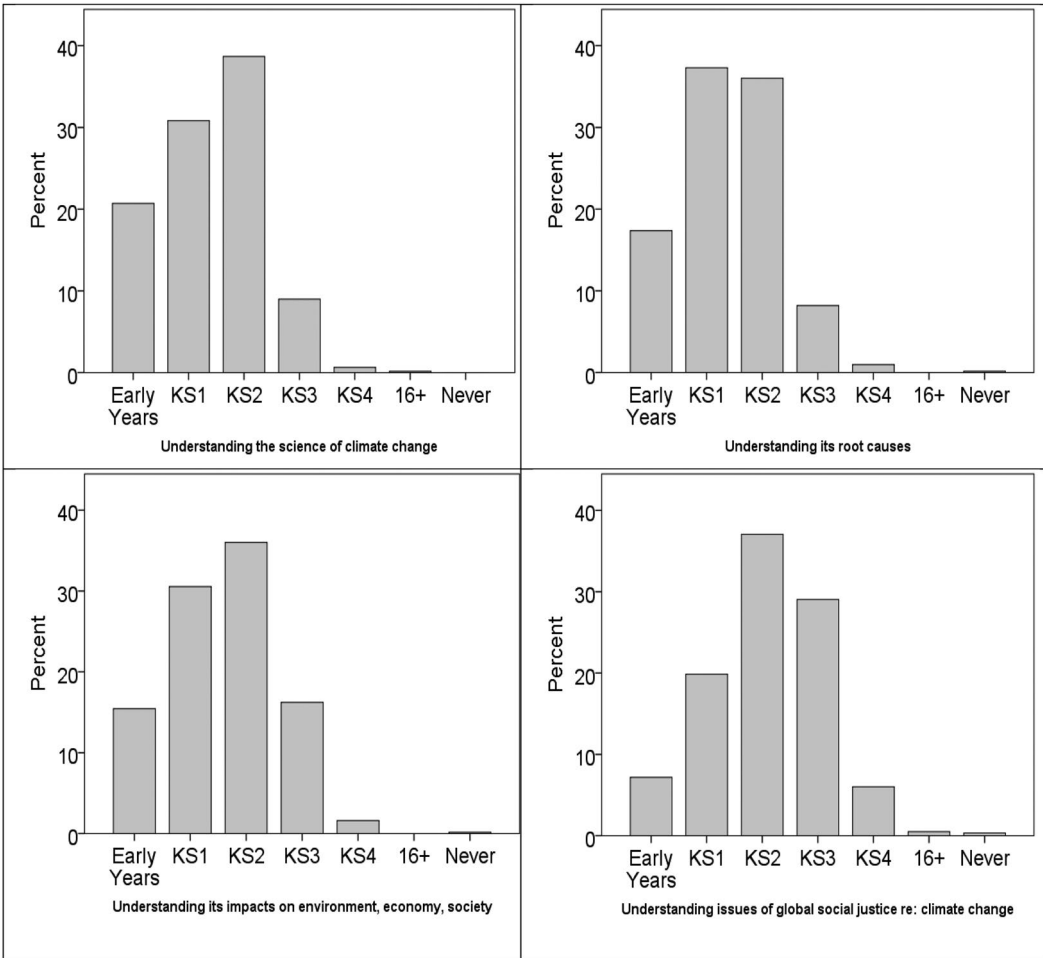 40
30
20
10
0
Percent
Early Years KS1 KS2 KS3 KS4 16+ Never
Understanding the science of climate change
40
30
20
10
0
Percent
Early Years KS1 KS2 KS3 KS4 16+ Never
Understanding its root causes
40
30
20
10
0
Percent
Early Years KS1 KS2 KS3 KS4 16+ Never
Understanding its impacts on environment, economy, society
40
30
20
10
0
Percent
Early Years KS1 KS2 KS3 KS4 16+ Never
Understanding issues of global social justice re: climate change